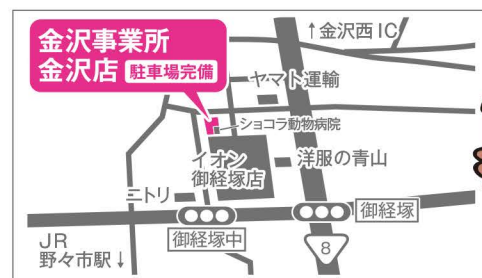 金沢事業所
金沢店 駐車場完備
↑金沢西IC
ヤマト運輸
ショコラ動物病院
イオン
御経塚店
洋服の青山
ニトリ
御経塚
御経塚中
8
JR
野々市駅↓